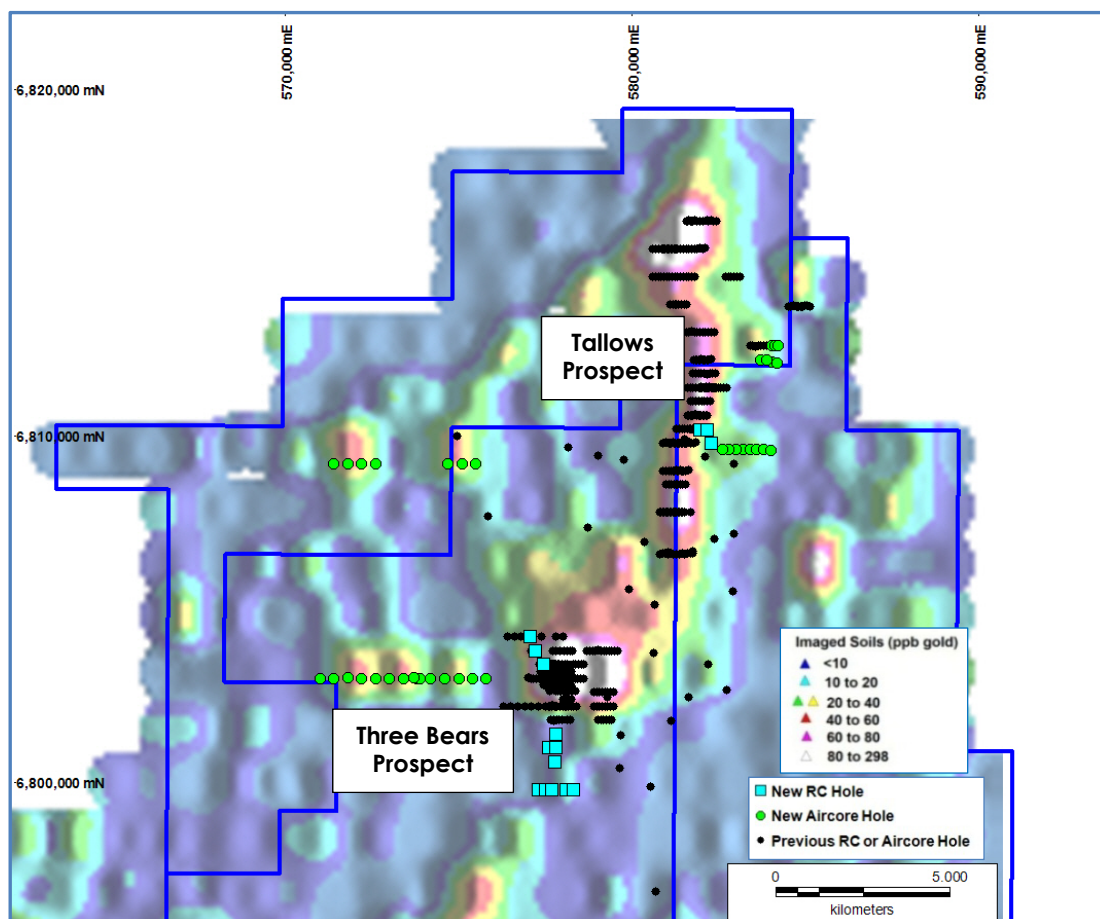 570,000 mE
580,000 mE
590,000 mE
6,820,000 mN
Tallows
Prospect
6,810,000 mN
Imaged Soils (ppb gold)
<10
10 to 20
20 to 40
40 to 60
60 to 80
80 to 298
Three Bears
Prospect
6,800,000 mN
New RC Hole
New Aircore Hole
Previous RC or Aircore Hole
0 5.000
kilometers